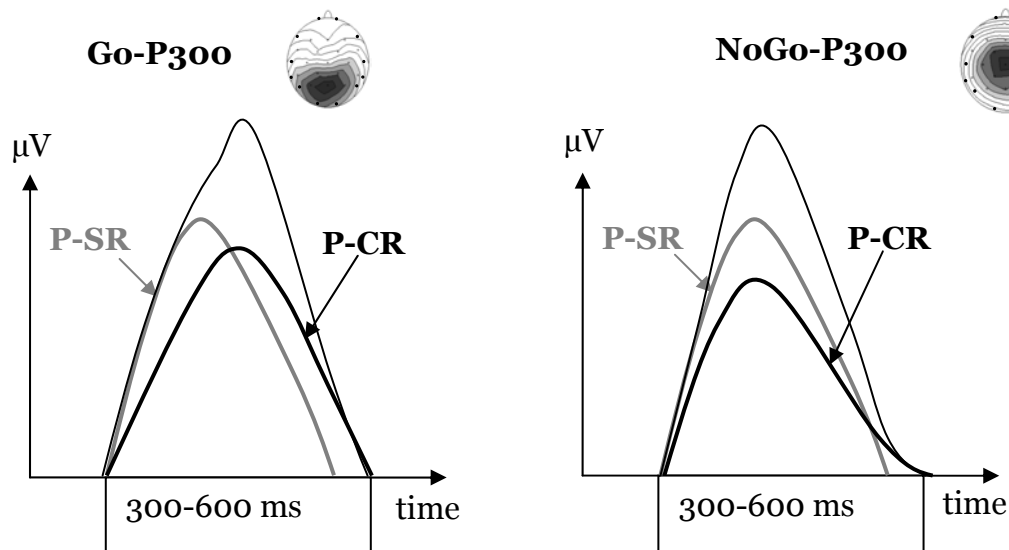 Go-P300
NoGo-P300
μV
μV
P-SR
P-CR
P-SR
P-CR
300-600 ms
time
300-600 ms
time